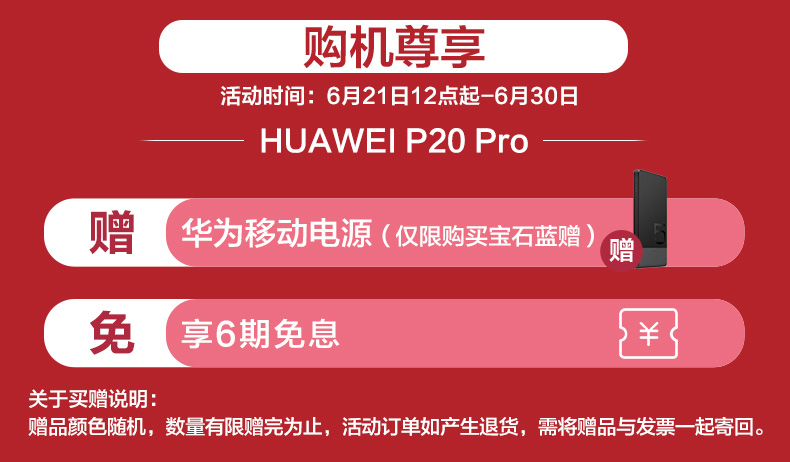 购机尊享
活动时间：6月21日12点起-6月30日
HUAWEI P20 Pro
赠
华为移动电源（仅限购买宝石蓝赠）
5
赠
免
享6期免息
¥
关于买赠说明：
赠品颜色随机，数量有限赠完为止，活动订单如产生退货，需将赠品与发票一起寄回。